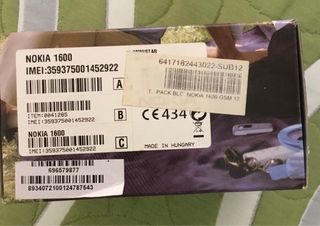 NOKIA 1600
IMEI:359375001452922
A
ITEM:0041205
IMEI:359375001452922
B
NOKIA 1600
IMEI:359375001452922
C
6417182443022-SUB12
PACK BLC NOKIA 1600 GSM
CE 434
MADE IN HUNGARY
696579877
8934072100124787543